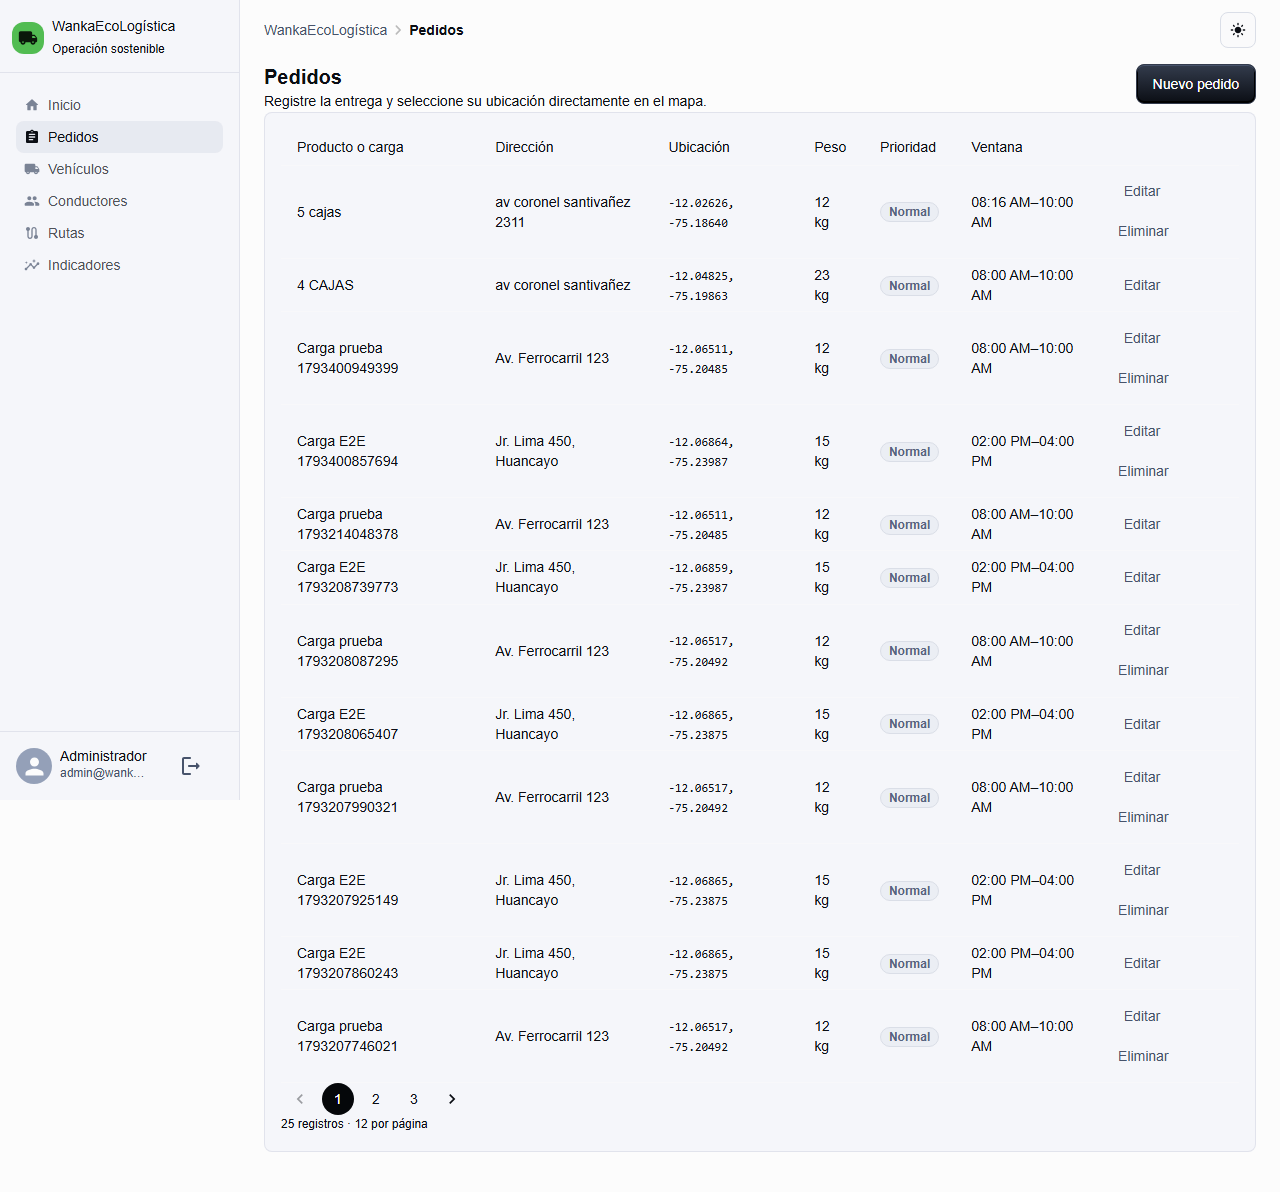 WankaEcoLogística
Operación sostenible
Inicio
Pedidos
Vehículos
Conductores
Rutas
Indicadores
Administrador
admin@wank...
WankaEcoLogística > Pedidos
Pedidos
Registre la entrega y seleccione su ubicación directamente en el mapa.
Nuevo pedido
Producto o carga Dirección Ubicación Peso Prioridad Ventana
5 cajas
av coronel santivañez
2311
-12.02626,
-75.18640
12
kg
Normal
08:16 AM–10:00
AM
Editar
Eliminar
4 CAJAS
av coronel santivañez
-12.04825,
-75.19863
23
kg
Normal
08:00 AM–10:00
AM
Editar
Carga prueba
1793400949399
Av. Ferrocarril 123
-12.06511,
-75.20485
12
kg
Normal
08:00 AM–10:00
AM
Editar
Eliminar
Carga E2E
1793400857694
Jr. Lima 450,
Huancayo
-12.06864,
-75.23987
15
kg
Normal
02:00 PM–04:00
PM
Editar
Eliminar
Carga prueba
1793214048378
Av. Ferrocarril 123
-12.06511,
-75.20485
12
kg
Normal
08:00 AM–10:00
AM
Editar
Carga E2E
1793208739773
Jr. Lima 450,
Huancayo
-12.06859,
-75.23987
15
kg
Normal
02:00 PM–04:00
PM
Editar
Carga prueba
1793208087295
Av. Ferrocarril 123
-12.06517,
-75.20492
12
kg
Normal
08:00 AM–10:00
AM
Editar
Eliminar
Carga E2E
1793208065407
Jr. Lima 450,
Huancayo
-12.06865,
-75.23875
15
kg
Normal
02:00 PM–04:00
PM
Editar
Carga prueba
1793207990321
Av. Ferrocarril 123
-12.06517,
-75.20492
12
kg
Normal
08:00 AM–10:00
AM
Editar
Eliminar
Carga E2E
1793207925149
Jr. Lima 450,
Huancayo
-12.06865,
-75.23875
15
kg
Normal
02:00 PM–04:00
PM
Editar
Eliminar
Carga E2E
1793207860243
Jr. Lima 450,
Huancayo
-12.06865,
-75.23875
15
kg
Normal
02:00 PM–04:00
PM
Editar
Carga prueba
1793207746021
Av. Ferrocarril 123
-12.06517,
-75.20492
12
kg
Normal
08:00 AM–10:00
AM
Editar
Eliminar
1 2 3
25 registros · 12 por página